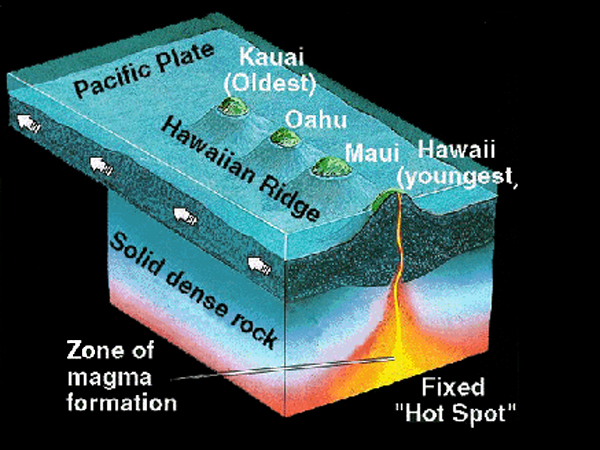 Pacific Plate
Kauai
(Oldest)
Oahu
Maui
Hawaii
(youngest,
Hawaiian Ridge
Solid dense rock
Zone of
magma
formation
Fixed
"Hot Spot"